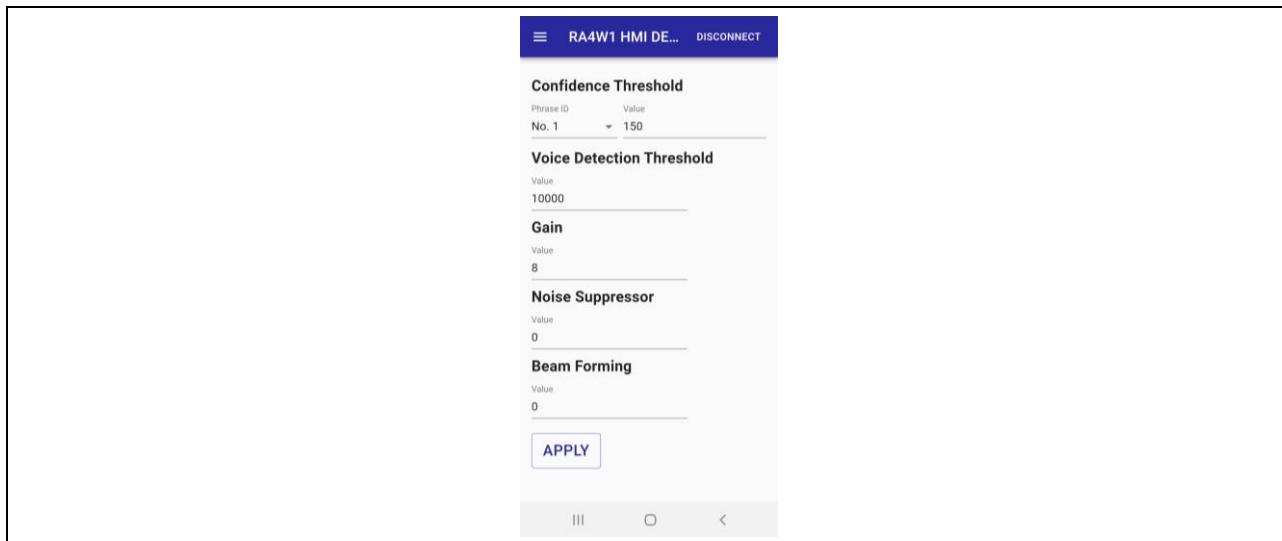 RA4W1 HMI DE... DISCONNECT
Confidence Threshold
Phrase ID Value
No. 1 150
Voice Detection Threshold
Value
10000
Gain
Value
8
Noise Suppressor
Value
0
Beam Forming
Value
0
APPLY